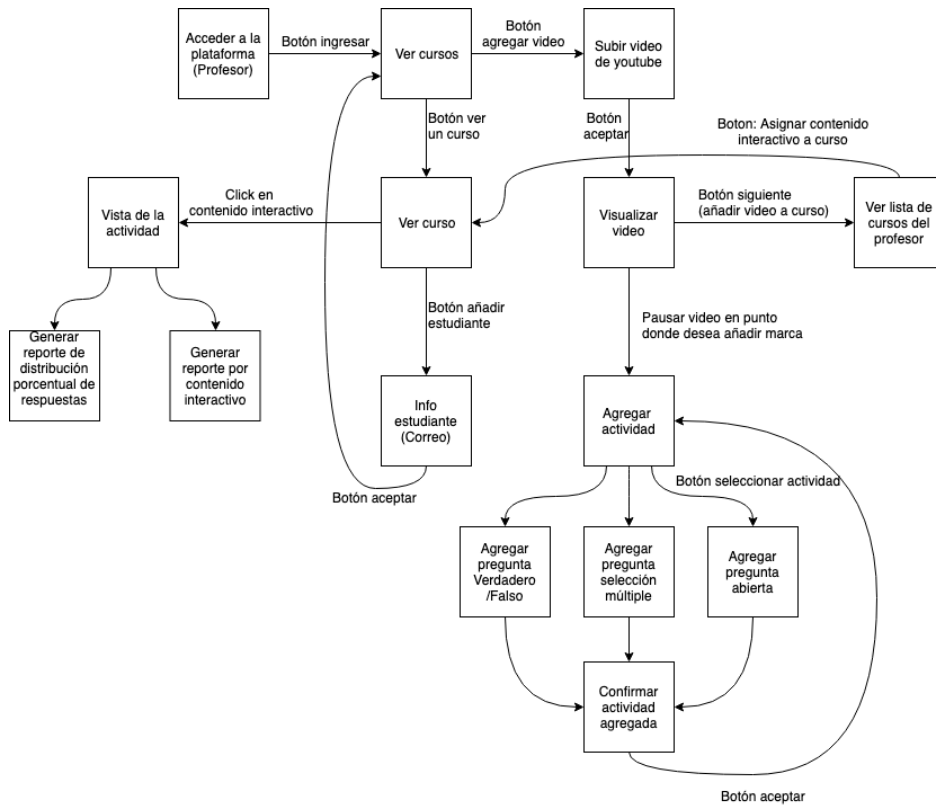 Acceder a la
plataforma
(Profesor)
Botón ingresar
Ver cursos
Botón
agregar video
Subir video
de youtube
Botón ver
un curso
Botón
aceptar
Boton: Asignar contenido
interactivo a curso
Vista de la
actividad
Click en
contenido interactivo
Ver curso
Visualizar
video
Botón siguiente
(añadir video a curso)
Ver lista de
cursos del
profesor
Botón añadir
estudiante
Pausar video en punto
donde desea añadir marca
Generar
reporte de
distribución
porcentual de
respuestas
Generar
reporte por
contenido
interactivo
Info
estudiante
(Correo)
Agregar
actividad
Botón aceptar
Botón seleccionar actividad
Agregar
pregunta
Verdadero
/Falso
Agregar
pregunta
selección
múltiple
Agregar
pregunta
abierta
Confirmar
actividad
agregada
Botón aceptar